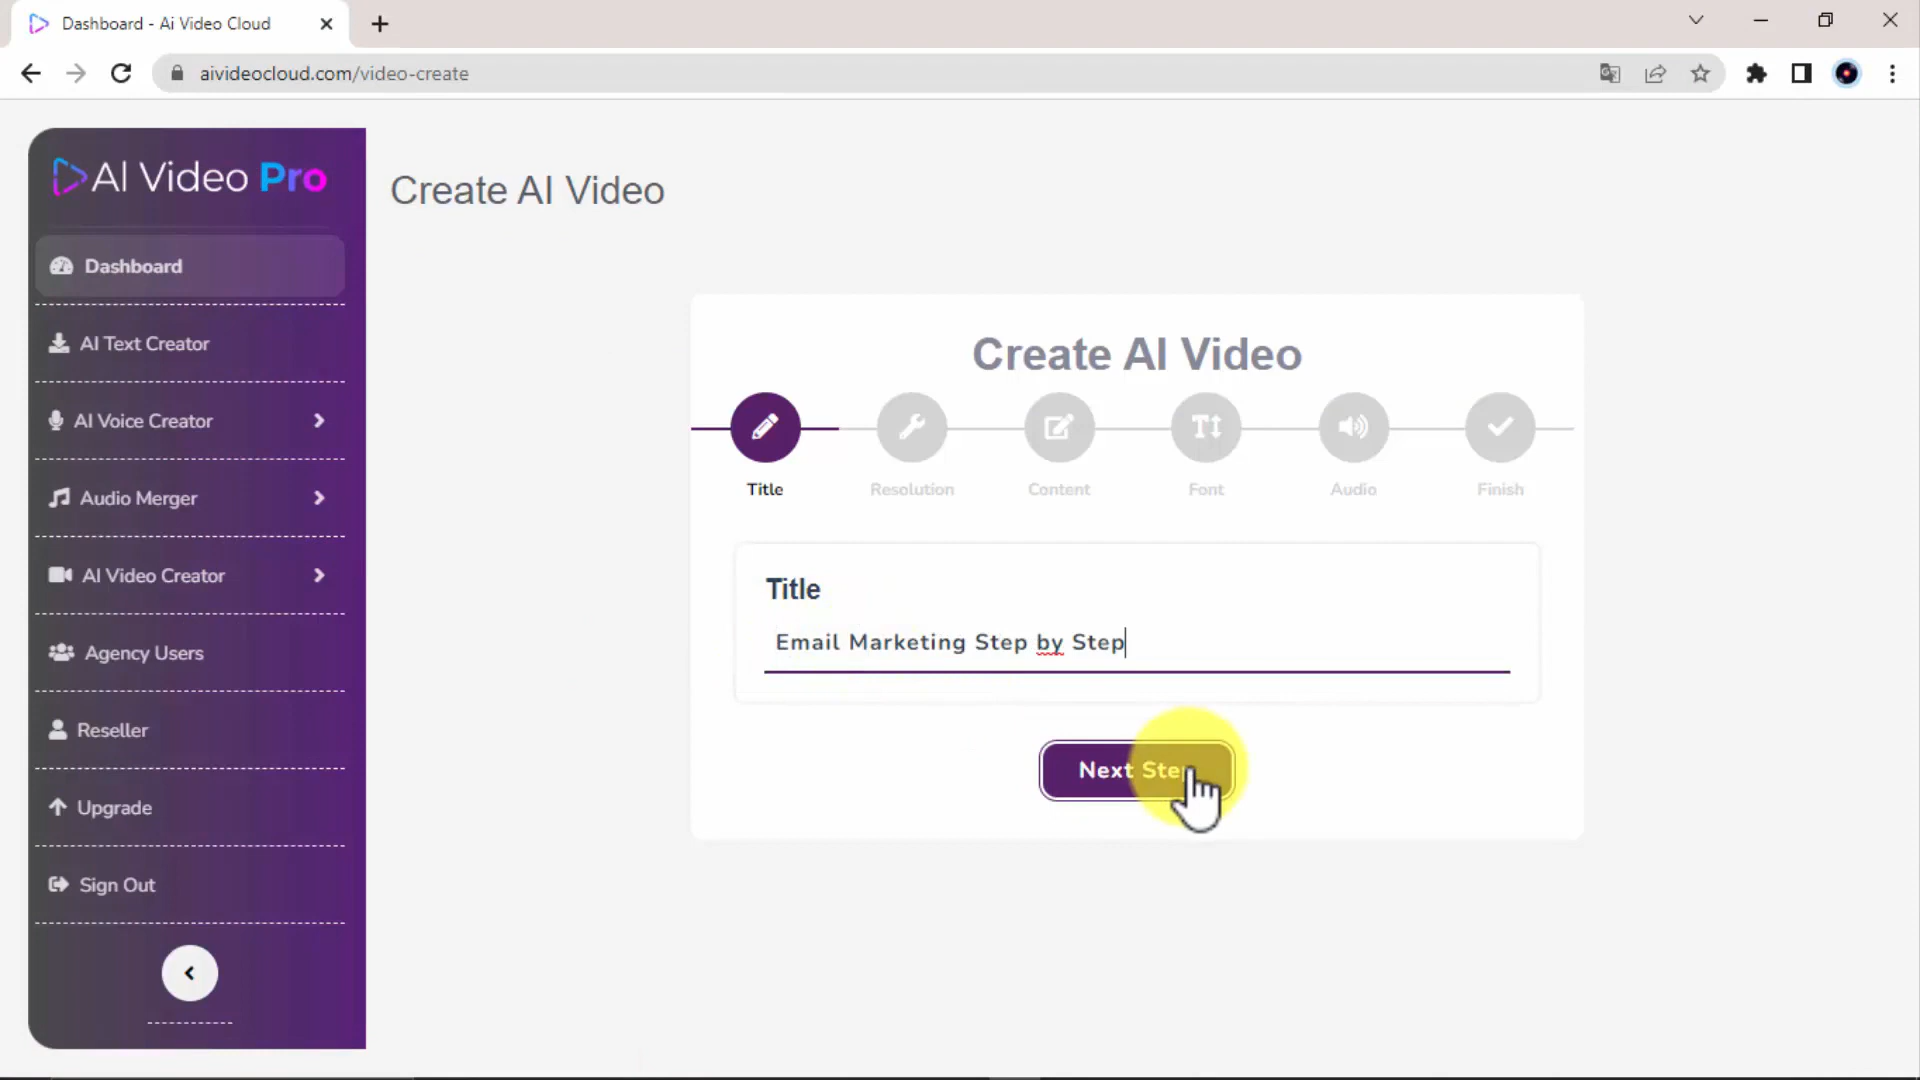 Dashboard - Ai Video Cloud
aivideocloud.com/video-create
AI Video Pro
Dashboard
AI Text Creator
AI Voice Creator
Audio Merger
AI Video Creator
Agency Users
Reseller
Upgrade
Sign Out
Create AI Video
Create AI Video
Title Resolution Content Font Audio Finish
Title
Email Marketing Step by Step
Next Step